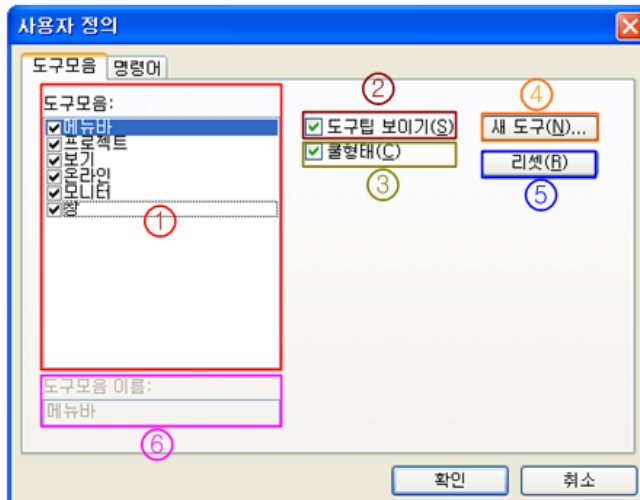 사용자 정의
도구모음 명령어
도구모음:
메뉴바
프로젝트
보기
온라인
모니터
창
① 
② 
도구팁 보이기(S)
쿨형태(C)
③
④
새 도구(N)...
리셋(R)
⑤
도구모음 이름:
메뉴바
⑥
확인 취소